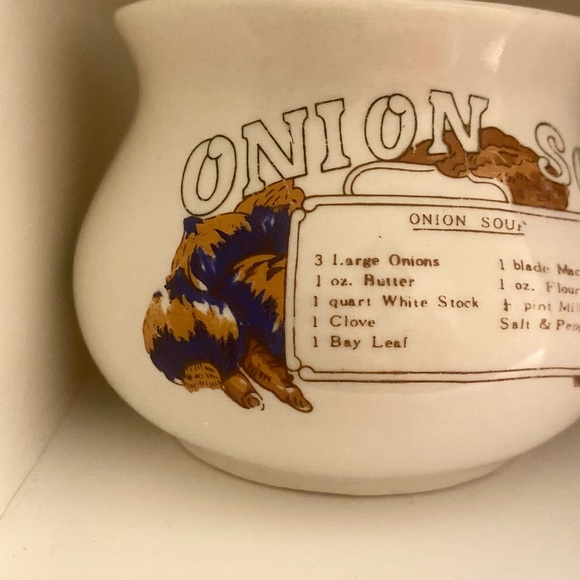 ONION
ONION SOUP
3 Large Onions
1 oz. Butter
1 quart White Stock
1 Clove
1 Bay Leaf
1 blade
1 oz. Flour
pint
Salt &